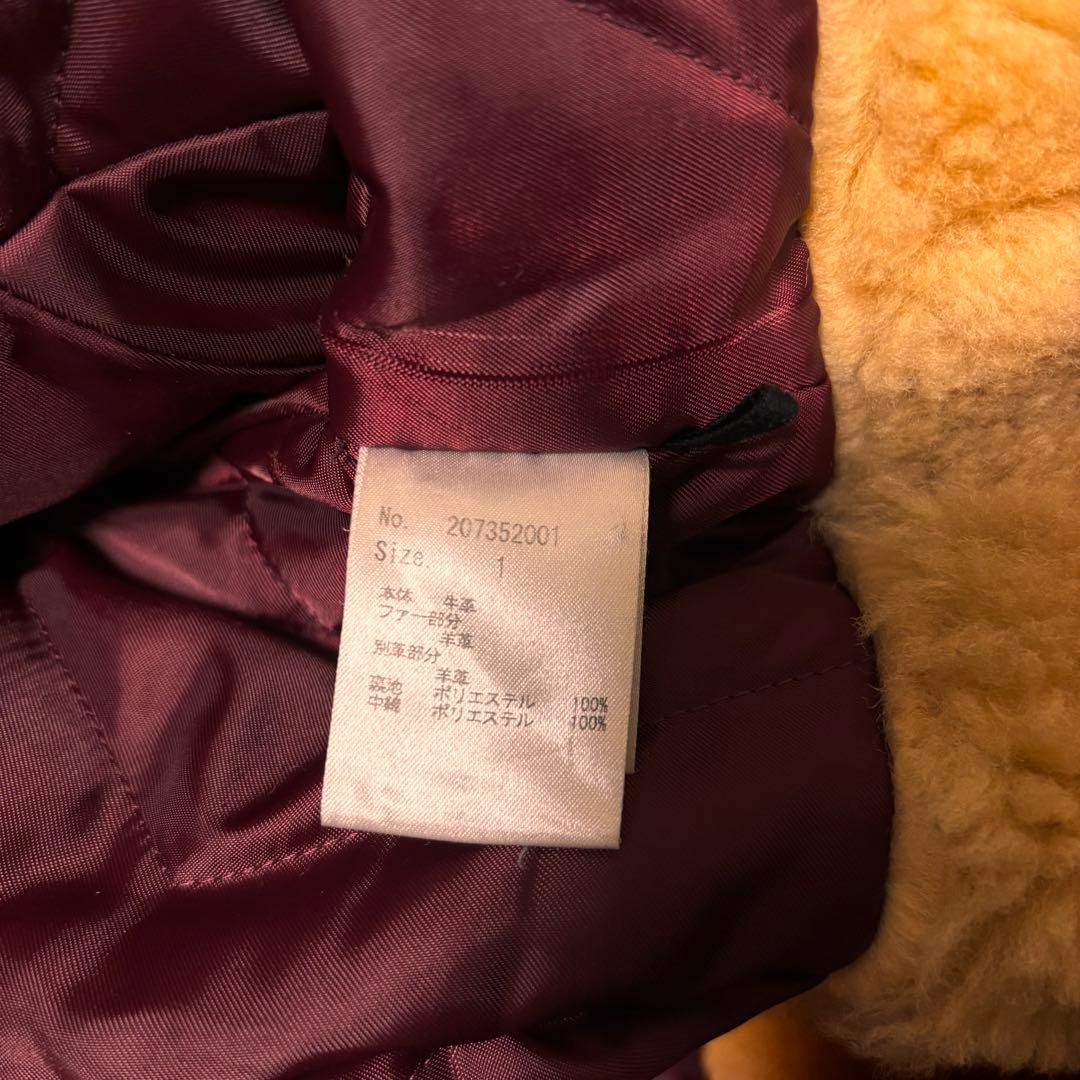 No. 207352001
Size. 1
本体 牛革
ファー部分
羊革
別革部分
羊革
裏地 ポリエステル 100%
中綿 ポリエステル 100%